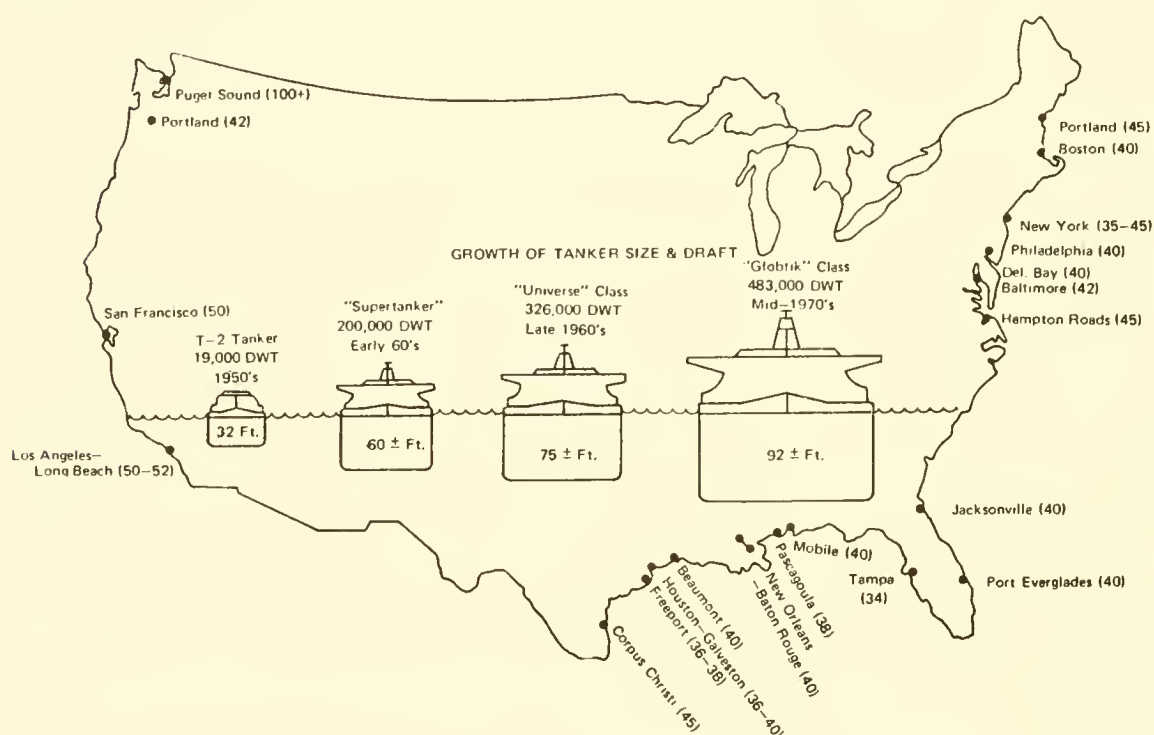 Puget Sound (100+)
Portland (42)
Portland (45)
Boston (40)
New York (35–45)
GROWTH OF TANKER SIZE & DRAFT
Philadelphia (40)
Del. Bay (40)
Baltimore (42)
Hampton Roads (45)
San Francisco (50)
T–2 Tanker
19,000 DWT
1950's
"Supertanker"
200,000 DWT
Early 60's
"Universe" Class
326,000 DWT
Late 1960's
"Globtik" Class
483,000 DWT
Mid–1970's
32 Ft.
60 ± Ft.
75 ± Ft.
92 ± Ft.
Los Angeles–
Long Beach (50–52)
Jacksonville (40)
Port Everglades (40)
Tampa
(34)
Mobile (40)
Pascagoula (38)
New Orleans
–Baton Rouge (40)
Beaumont (40)
Houston–Galveston (36–40)
Freeport (36–38)
Corpus Christi (45)